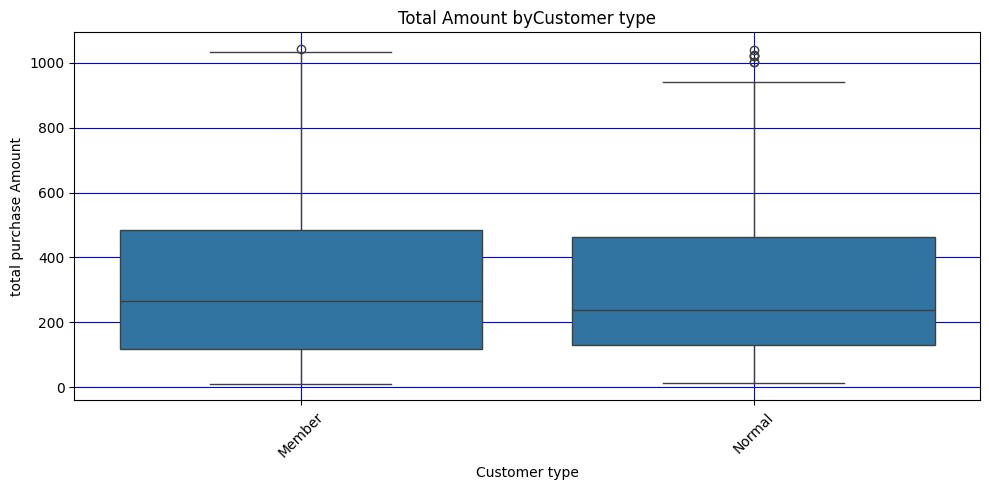 Total Amount byCustomer type
total purchase Amount
1000
800
600
400
200
0
Member
Normal
Customer type